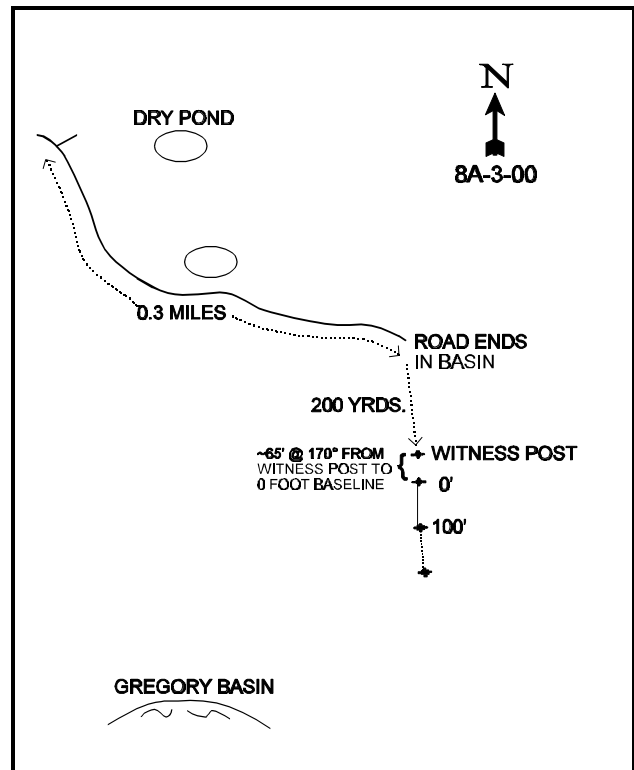 N
DRY POND
8A-3-00
0.3 MILES
ROAD ENDS
IN BASIN
200 YRDS.
~65' @ 170° FROM
WITNESS POST TO
0 FOOT BASELINE
{
WITNESS POST
0'
100'
GREGORY BASIN